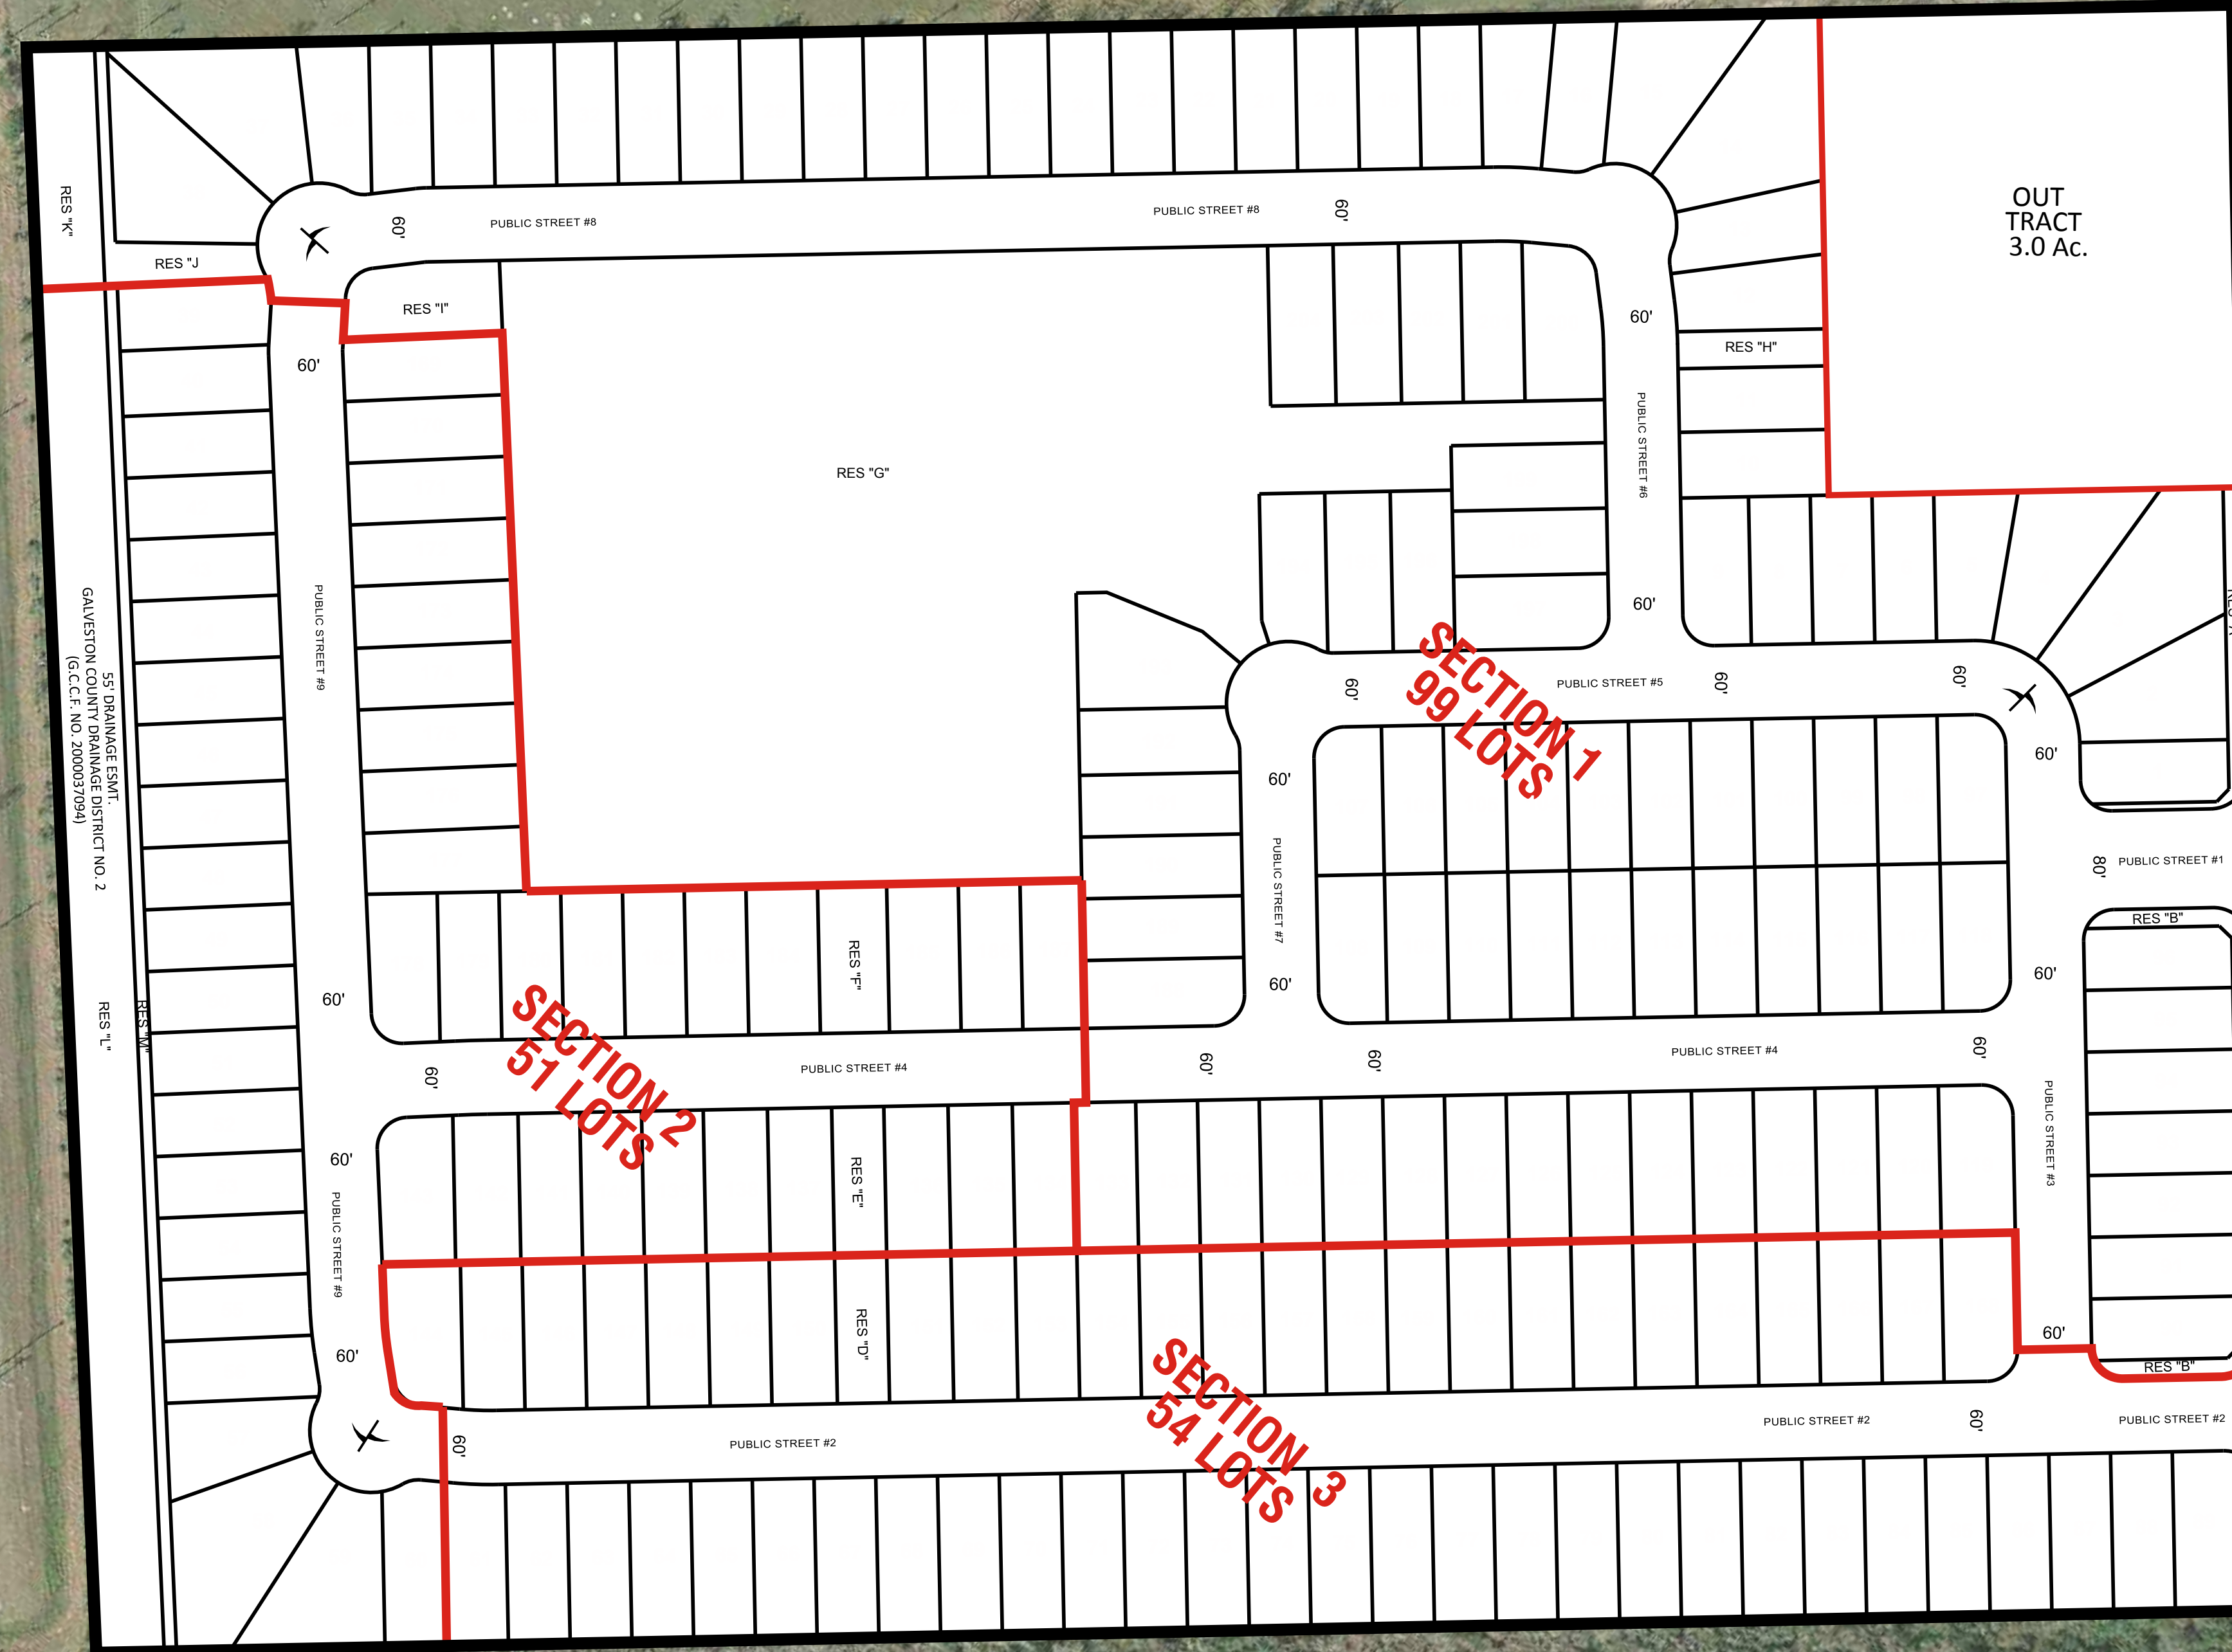 OUT
TRACT
3.0 Ac.
RES "K"
60'
PUBLIC STREET #8
PUBLIC STREET #8
60'
RES "J
RES "I"
60'
60'
RES "H"
PUBLIC STREET #6
RES "G"
PUBLIC STREET #9
60'
55' DRAINAGE ESMT.
GALVESTON COUNTY DRAINAGE DISTRICT NO. 2
(G.C.C.F. NO. 2000037094)
SECTION 1
99 LOTS
60'
PUBLIC STREET #5
60'
60'
60'
60'
PUBLIC STREET #7
80'
PUBLIC STREET #1
RES "B"
RES "F"
60'
60'
60'
RES "L"
RES "M"
SECTION 2
51 LOTS
60'
PUBLIC STREET #4
60'
60'
PUBLIC STREET #4
60'
PUBLIC STREET #3
60'
RES "E"
PUBLIC STREET #9
RES "D"
60'
60'
RES "B"
SECTION 3
54 LOTS
60'
PUBLIC STREET #2
PUBLIC STREET #2
60'
PUBLIC STREET #2